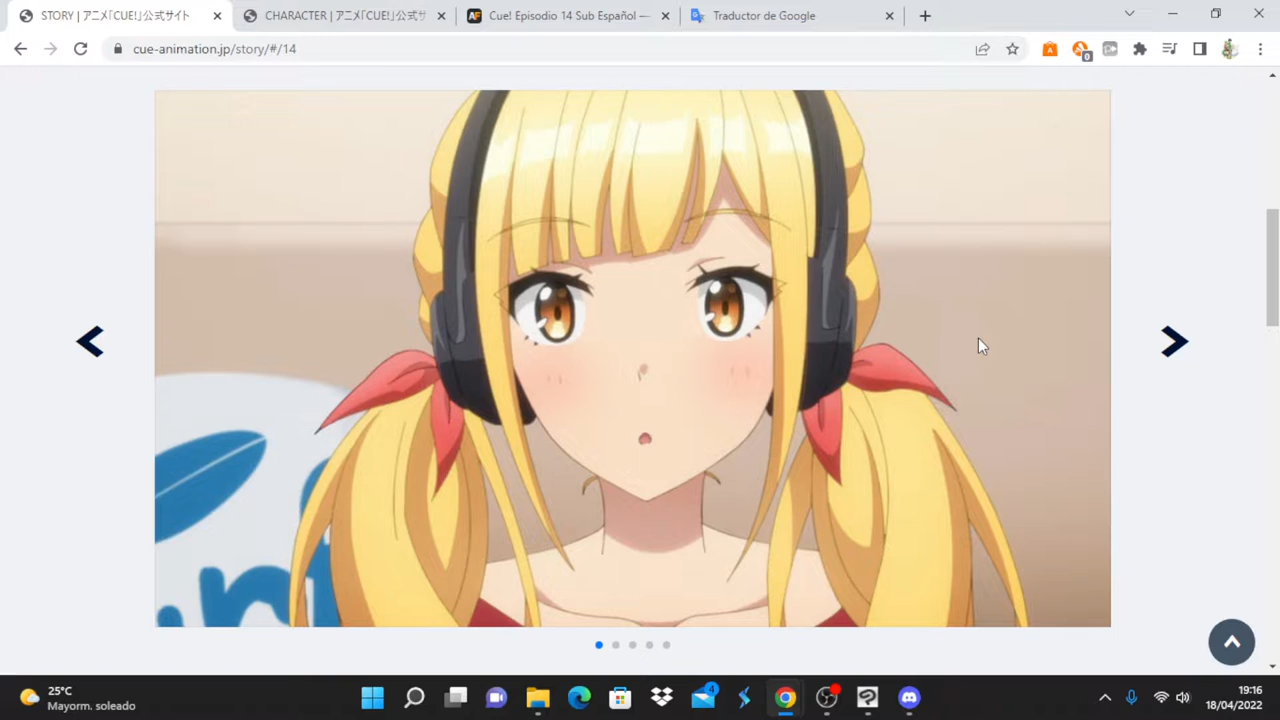 STORY | アニメ「CUE!」公式サイト
CHARACTER | アニメ「CUE!」公式サ
Cue! Episodio 14 Sub Español —
Traductor de Google
cue-animation.jp/story/#/14
0
25°C
Mayorm. soleado
4
19:16
18/04/2022